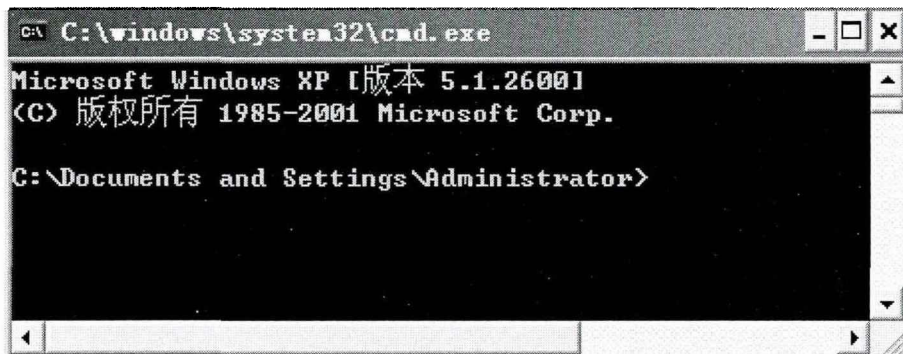 C:\windows\system32\cmd.exe
Microsoft Windows XP [版本 5.1.2600]
(C) 版权所有 1985-2001 Microsoft Corp.
C:\Documents and Settings\Administrator>